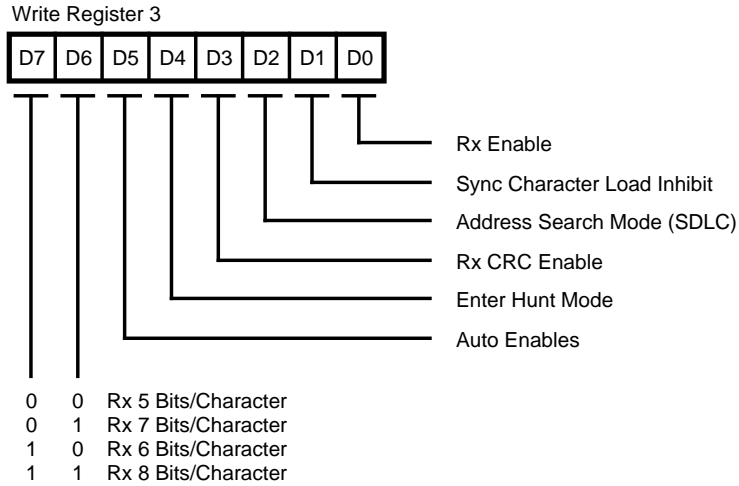 Write Register 3
D7 D6 D5 D4 D3 D2 D1 D0
Rx Enable
Sync Character Load Inhibit
Address Search Mode (SDLC)
Rx CRC Enable
Enter Hunt Mode
Auto Enables
0 0 Rx 5 Bits/Character
0 1 Rx 7 Bits/Character
1 0 Rx 6 Bits/Character
1 1 Rx 8 Bits/Character